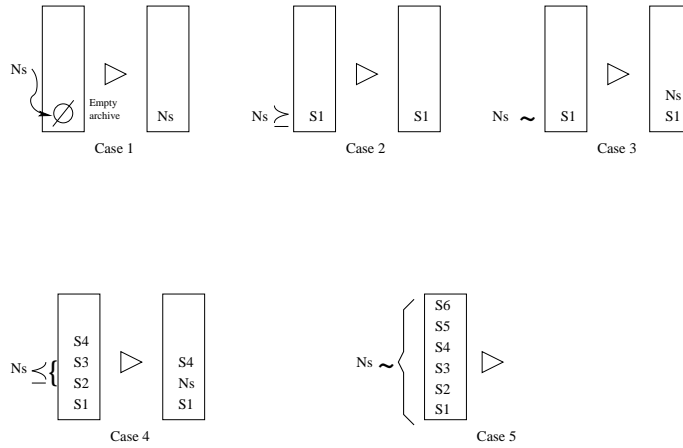 Ns
Empty
archive
Ns
Case 1
Ns
S1
S1
Case 2
Ns ~
S1
Ns
S1
Case 3
S4
S3
Ns
S2
S1
S4
Ns
S1
Case 4
S6
S5
S4
Ns ~
S3
S2
S1
Case 5